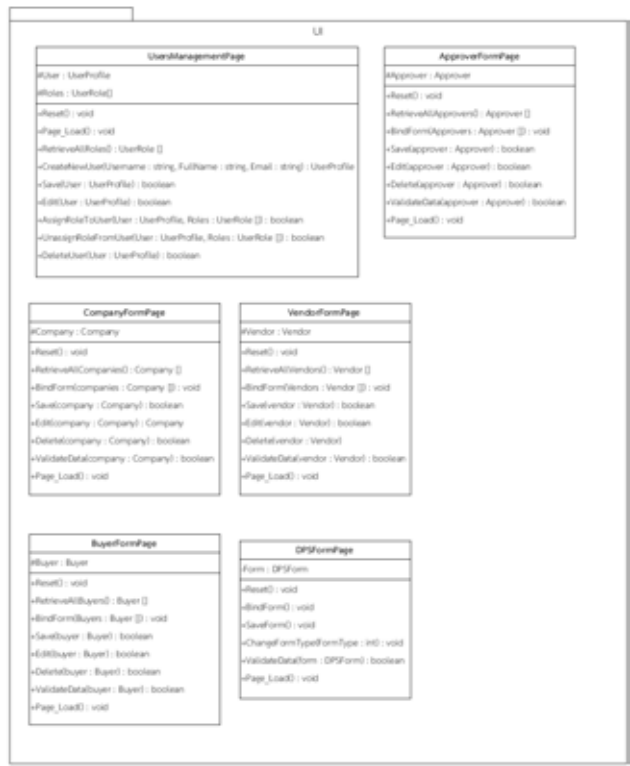 UI
UsersManagementPage
#User : UserProfile
#Roles : UserRole[]
+Reset() : void
+Page_Load() : void
+RetrieveAllRoles() : UserRole []
+CreateNewUser(Username : string, FullName : string, Email : string) : UserProfile
+Save(User : UserProfile) : boolean
+Edit(User : UserProfile) : boolean
+AssignRoleToUser(User : UserProfile, Roles : UserRole []) : boolean
+UnassignRoleFromUser(User : UserProfile, Roles : UserRole []) : boolean
+DeleteUser(User : UserProfile) : boolean
ApproverFormPage
#Approver : Approver
+Reset() : void
+RetrieveAllApprovers() : Approver []
+BindForm(Approvers : Approver []) : void
+Save(approver : Approver) : boolean
+Edit(approver : Approver) : boolean
+Delete(approver : Approver) : boolean
+ValidateData(approver : Approver) : boolean
+Page_Load() : void
CompanyFormPage
#Company : Company
+Reset() : void
+RetrieveAllCompanies() : Company []
+BindForm(companies : Company []) : void
+Save(company : Company) : boolean
+Edit(company : Company) : Company
+Delete(company : Company) : boolean
+ValidateData(company : Company) : boolean
+Page_Load() : void
VendorFormPage
#Vendor : Vendor
+Reset() : void
+RetrieveAllVendors() : Vendor []
+BindForm(Vendors : Vendor []) : void
+Save(vendor : Vendor) : boolean
+Edit(vendor : Vendor) : boolean
+Delete(vendor : Vendor)
+ValidateData(vendor : Vendor) : boolean
+Page_Load() : void
BuyerFormPage
#Buyer : Buyer
+Reset() : void
+RetrieveAllBuyers() : Buyer []
+BindForm(Buyers : Buyer []) : void
+Save(buyer : Buyer) : boolean
+Edit(buyer : Buyer) : boolean
+Delete(buyer : Buyer) : boolean
+ValidateData(buyer : Buyer) : boolean
+Page_Load() : void
DPSFormPage
-Form : DPSForm
+Reset() : void
+BindForm() : void
+SaveForm() : void
+ChangeFormType(FormType : int) : void
+ValidateData(form : DPSForm) : boolean
+Page_Load() : void